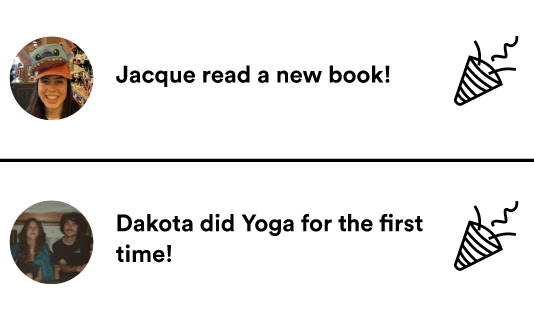 Jacque read a new book!
Dakota did Yoga for the first
time!